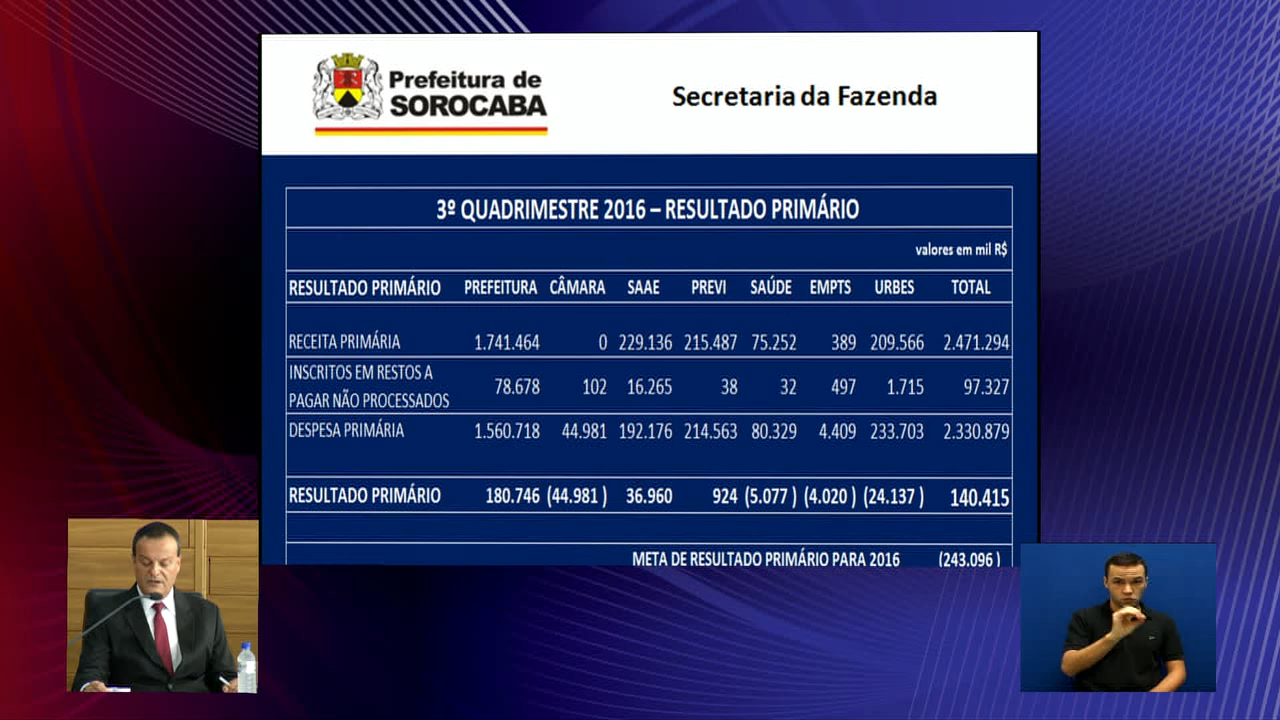 Prefeitura de
SOROCABA
Secretaria da Fazenda
3º QUADRIMESTRE 2016 – RESULTADO PRIMÁRIO
valores em mil R$
RESULTADO PRIMÁRIO PREFEITURA CÂMARA SAAE PREVI SAÚDE EMPTS URBES TOTAL
RECEITA PRIMÁRIA 1.741.464 0 229.136 215.487 75.252 389 209.566 2.471.294
INSCRITOS EM RESTOS A
PAGAR NÃO PROCESSADOS 78.678 102 16.265 38 32 497 1.715 97.327
DESPESA PRIMÁRIA 1.560.718 44.981 192.176 214.563 80.329 4.409 233.703 2.330.879
RESULTADO PRIMÁRIO 180.746 (44.981 ) 36.960 924 (5.077 ) (4.020 ) (24.137 ) 140.415
META DE RESULTADO PRIMÁRIO PARA 2016 (243.096 )